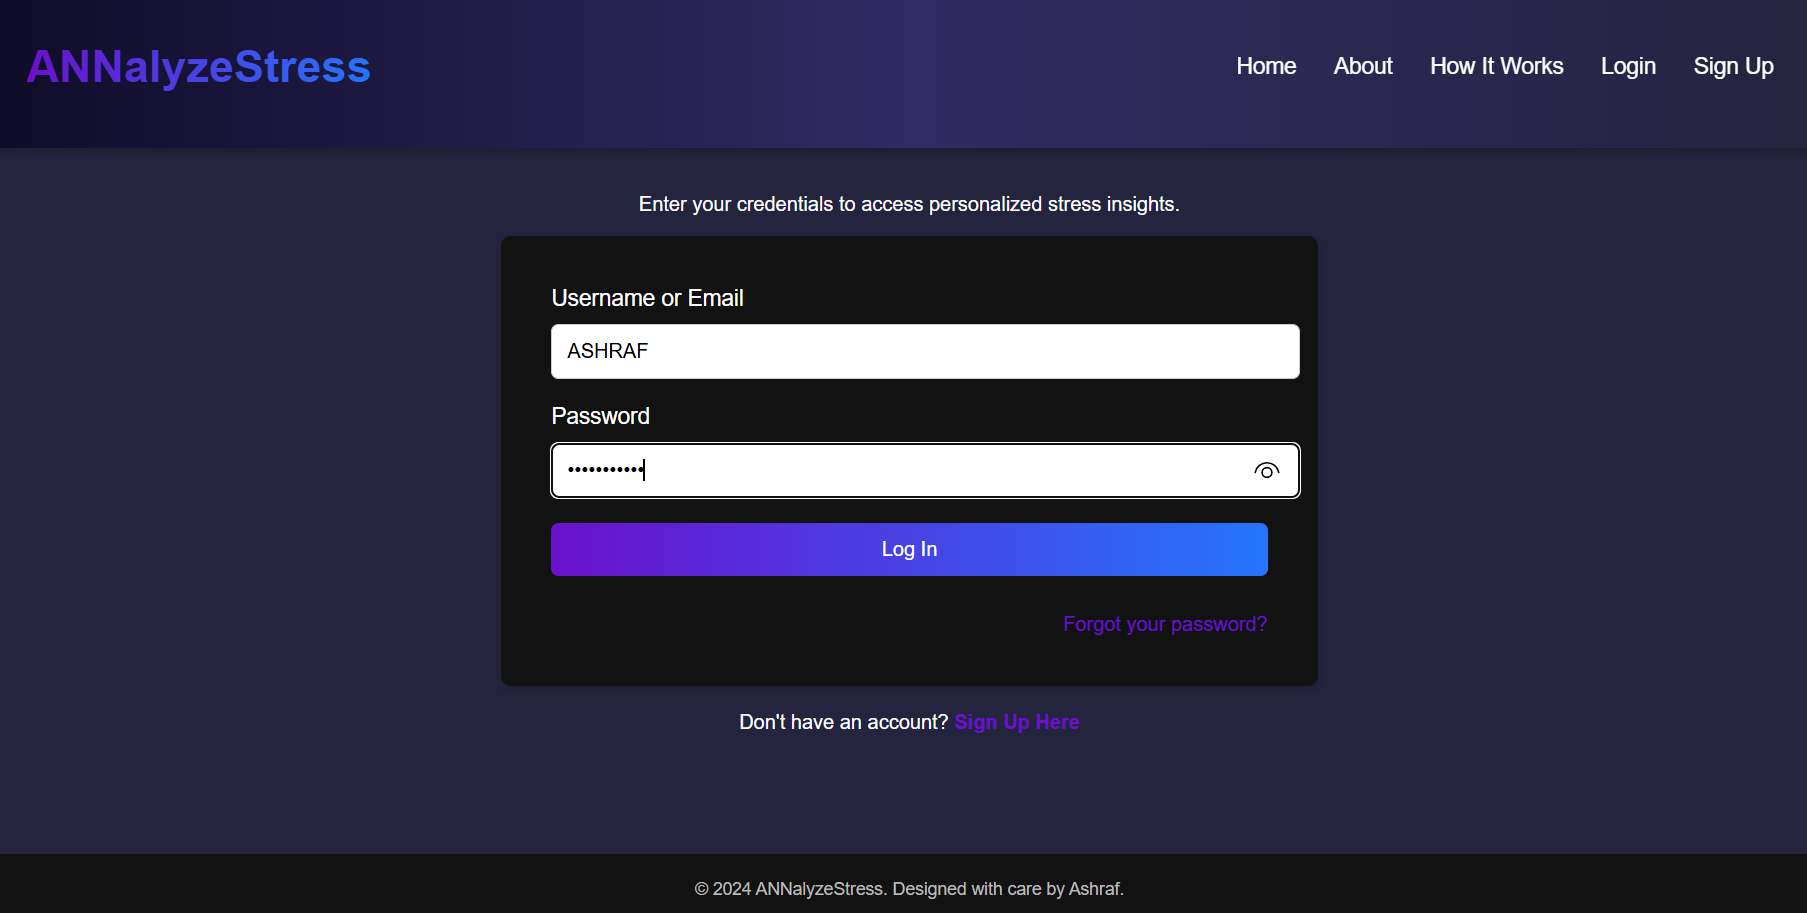 ANNalyzeStress
Home About How It Works Login Sign Up
Enter your credentials to access personalized stress insights.
Username or Email
ASHRAF
Password
•••••••••••
Log In
Forgot your password?
Don't have an account? Sign Up Here
© 2024 ANNalyzeStress. Designed with care by Ashraf.